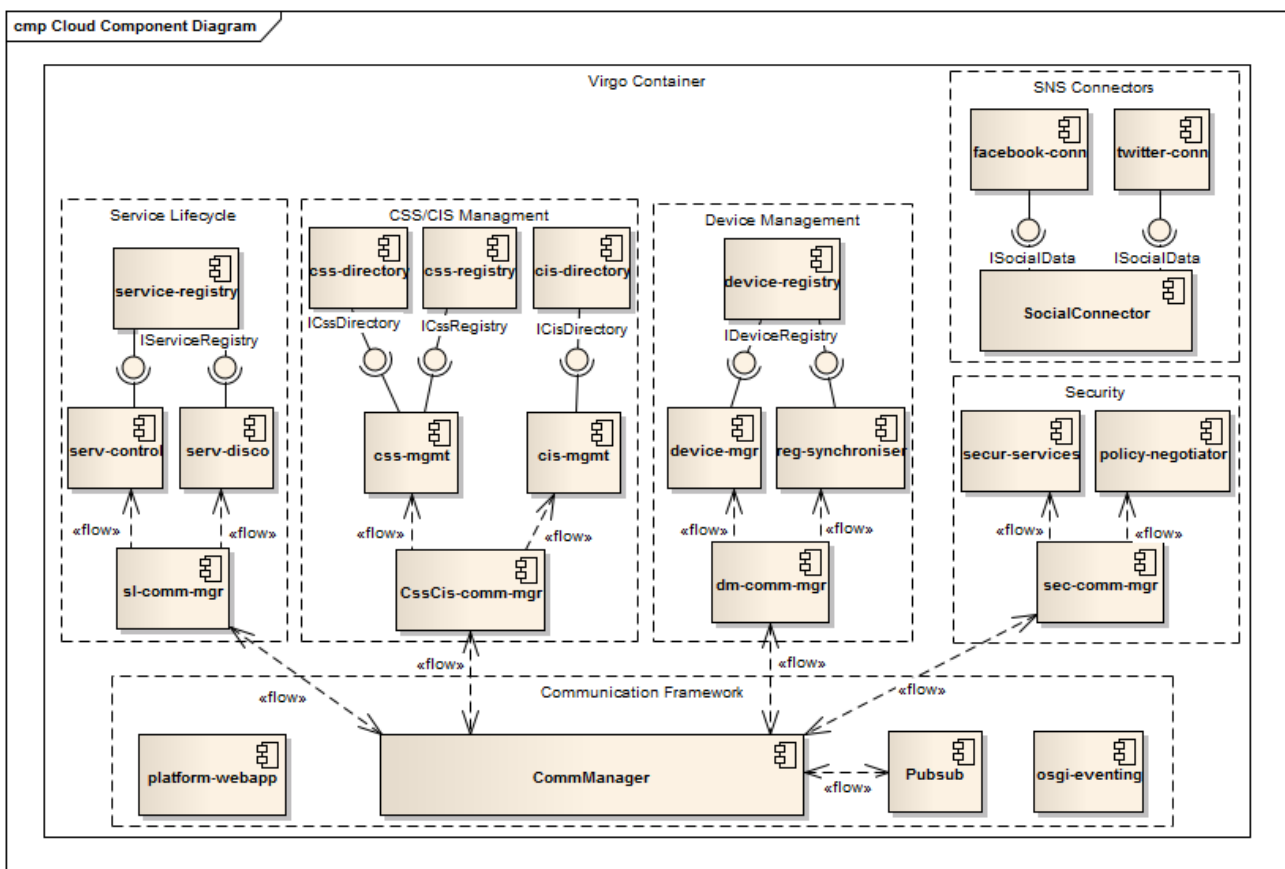 cmp Cloud Component Diagram
Virgo Container
SNS Connectors
facebook-conn
twitter-conn
ISocialData
ISocialData
SocialConnector
Service Lifecycle
service-registry
IServiceRegistry
serv-control
serv-disco
«flow»
«flow»
sl-comm-mgr
CSS/CIS Managment
css-directory
css-registry
cis-directory
ICssDirectory
ICssRegistry
ICisDirectory
css-mgmt
cis-mgmt
«flow»
«flow»
CssCis-comm-mgr
Device Management
device-registry
IDeviceRegistry
device-mgr
reg-synchroniser
«flow»
«flow»
dm-comm-mgr
Security
secur-services
policy-negotiator
«flow»
«flow»
sec-comm-mgr
«flow»
«flow»
«flow»
«flow»
Communication Framework
platform-webapp
CommManager
«flow»
Pubsub
osgi-eventing